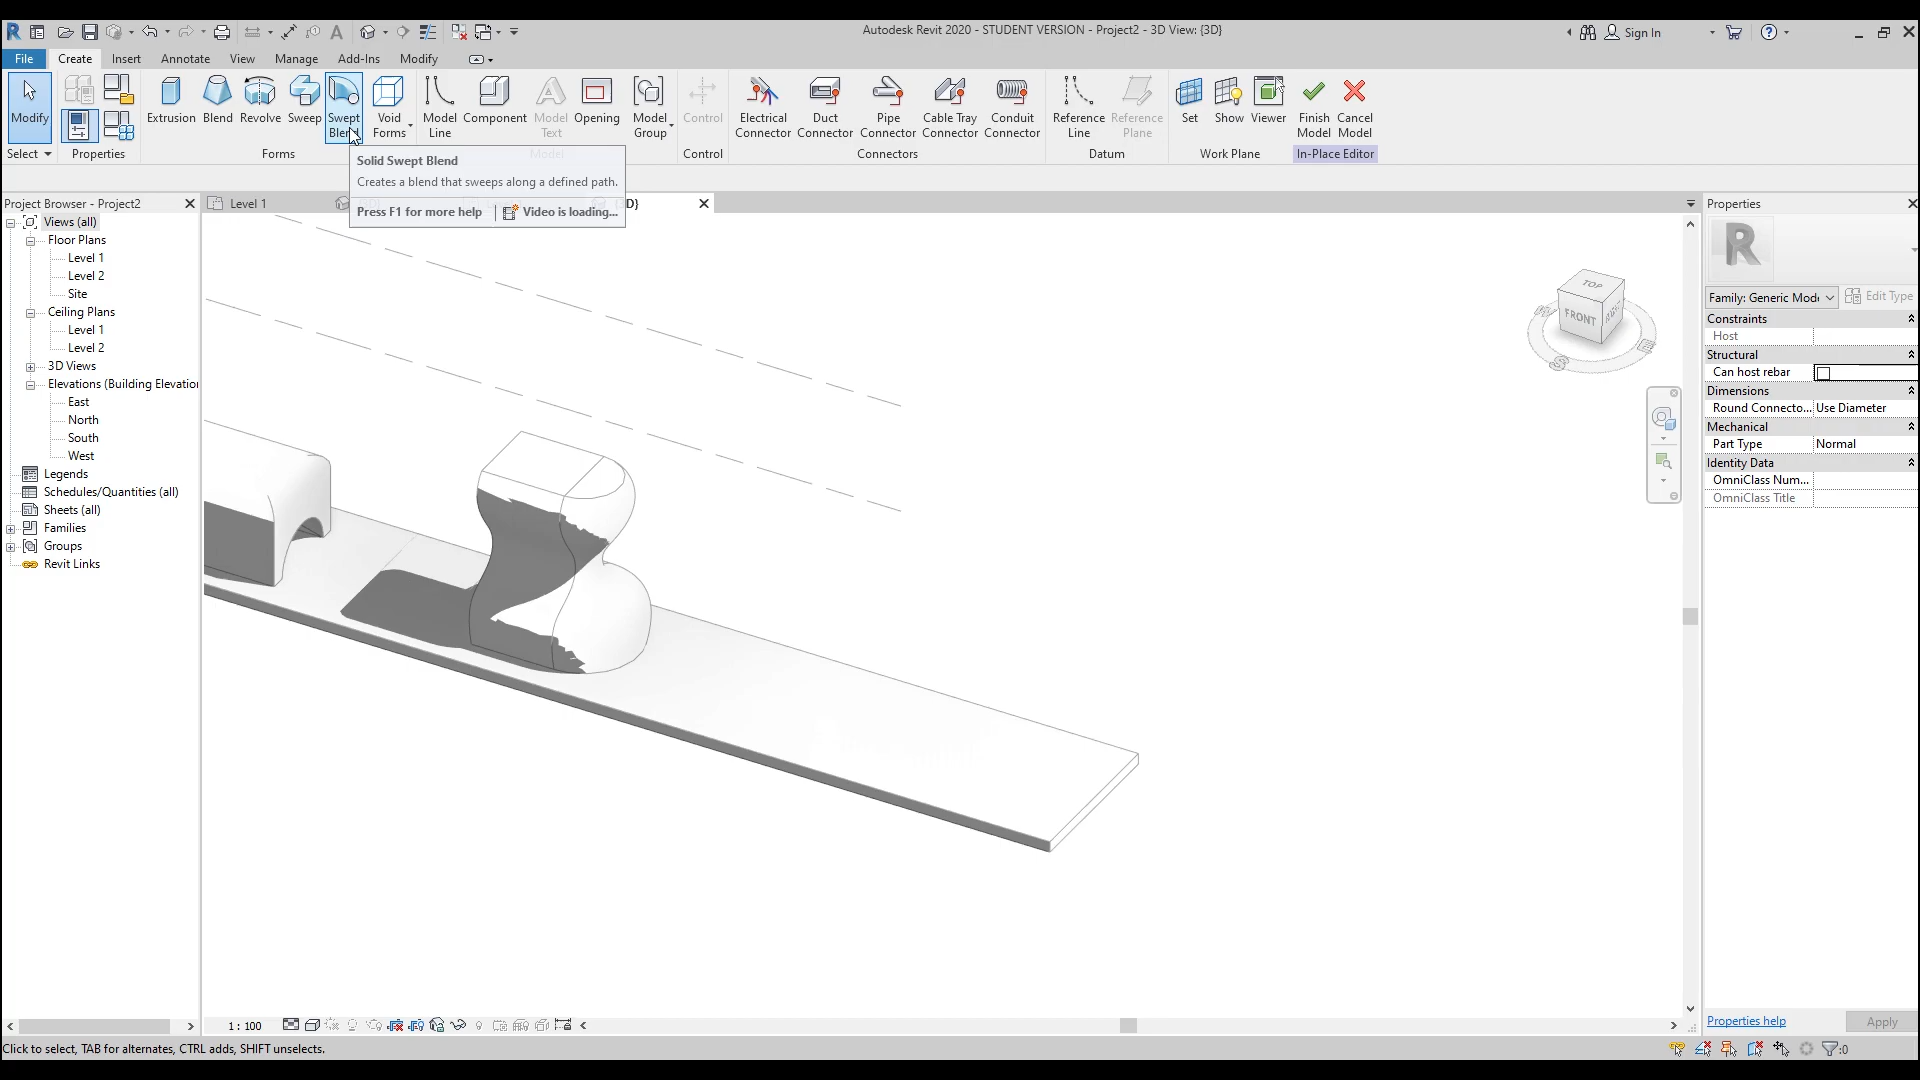 Autodesk Revit 2020 - STUDENT VERSION - Project2 - 3D View: {3D}
Sign In
File Create Insert Annotate View Manage Add-Ins Modify
Modify
Extrusion Blend Revolve Sweep Swept Blend
Void Forms
Model Line
Component
Model Text
Opening
Model Group
Control
Electrical Connector
Duct Connector
Pipe Connector
Cable Tray Connector
Conduit Connector
Reference Line
Reference Plane
Set Show Viewer
Finish Model
Cancel Model
Select Properties Forms Model Control Connectors Datum Work Plane In-Place Editor
Solid Swept Blend
Creates a blend that sweeps along a defined path.
Press F1 for more help Video is loading...
Project Browser - Project2
Level 1
3D}
Views (all)
Floor Plans
Level 1
Level 2
Site
Ceiling Plans
Level 1
Level 2
3D Views
Elevations (Building Elevation
East
North
South
West
Legends
Schedules/Quantities (all)
Sheets (all)
Families
Groups
Revit Links
TOP
FRONT
S
E
Properties
Family: Generic Mode
Edit Type
Constraints
Host
Structural
Can host rebar
Dimensions
Round Connecto... Use Diameter
Mechanical
Part Type Normal
Identity Data
OmniClass Num...
OmniClass Title
Properties help
Apply
1 : 100
Click to select, TAB for alternates, CTRL adds, SHIFT unselects.
:0